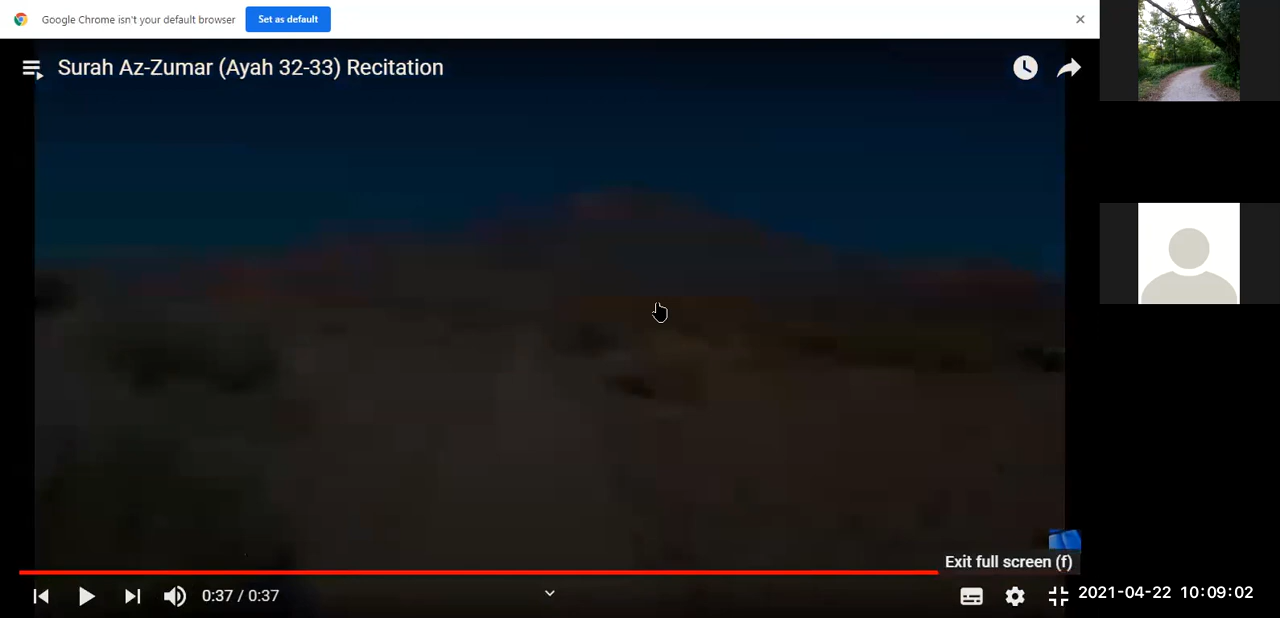 Google Chrome isn't your default browser Set as default
Surah Az-Zumar (Ayah 32-33) Recitation
Exit full screen (f)
0:37 / 0:37
2021-04-22 10:09:02